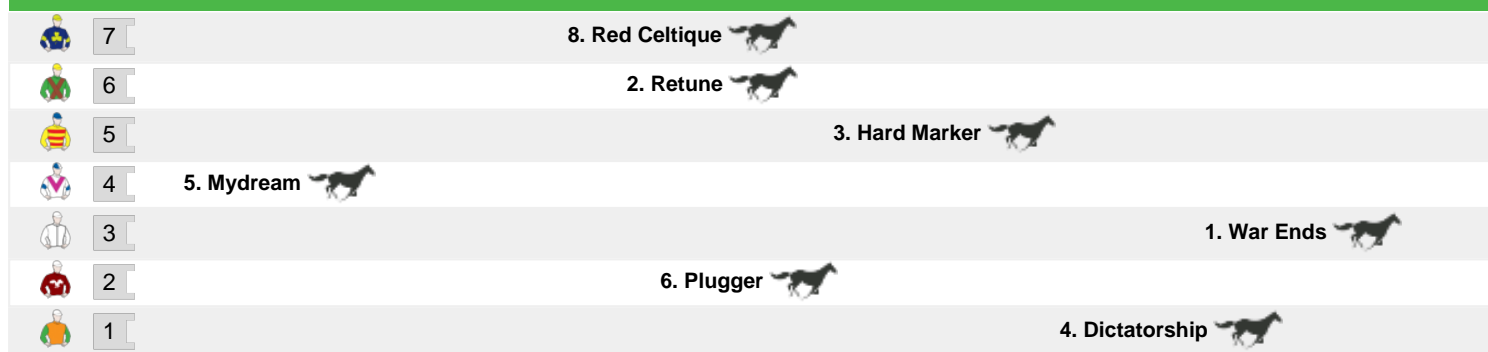 7 8. Red Celtique
6 2. Retune
5 3. Hard Marker
4 5. Mydream
3 1. War Ends
2 6. Plugger
1 4. Dictatorship